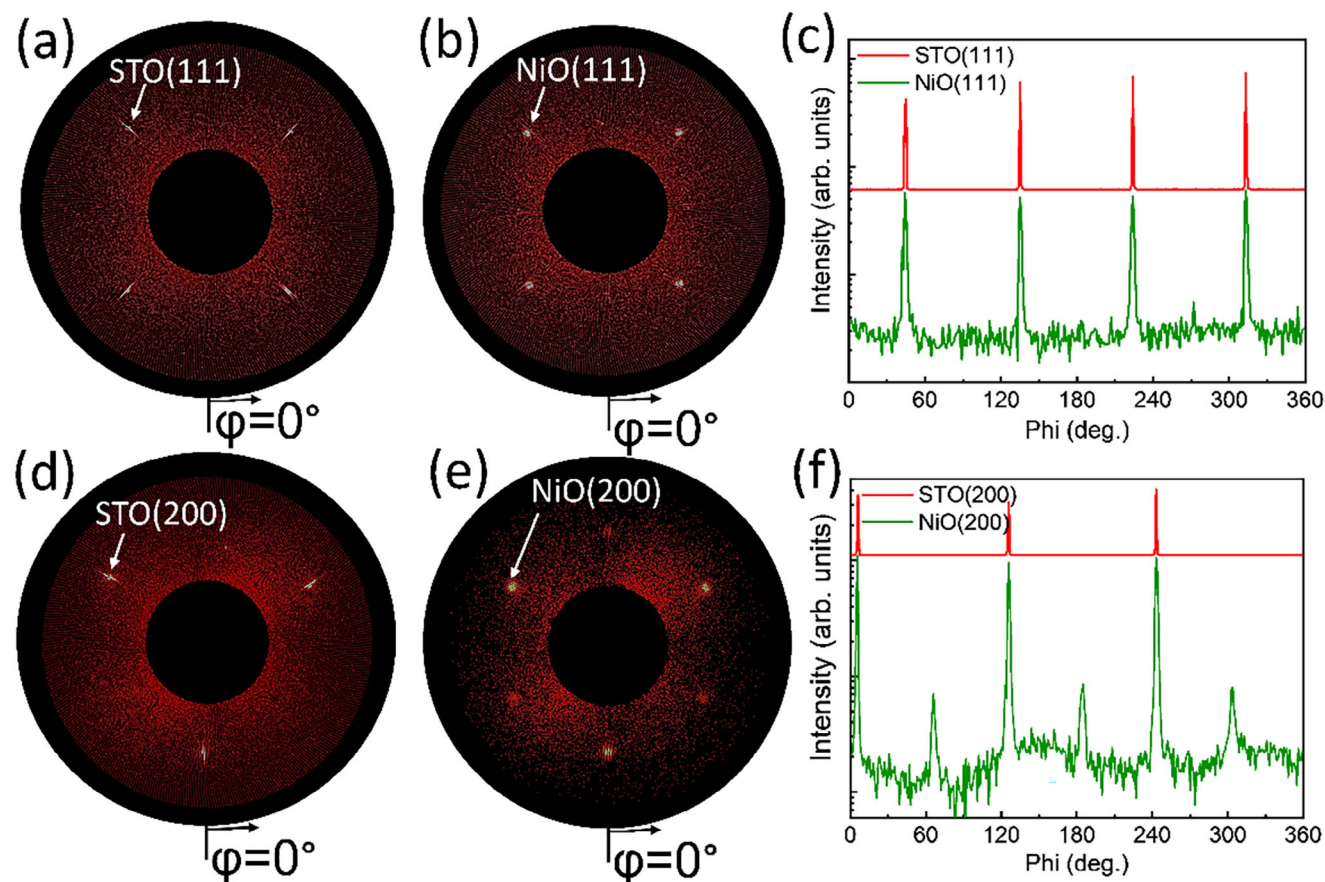 (a)
STO(111)
φ=0°
(b)
NiO(111)
φ=0°
(c)
STO(111)
NiO(111)
Intensity (arb. units)
0 60 120 180 240 300 360
Phi (deg.)
(d)
STO(200)
φ=0°
(e)
NiO(200)
φ=0°
(f)
STO(200)
NiO(200)
Intensity (arb. units)
0 60 120 180 240 300 360
Phi (deg.)